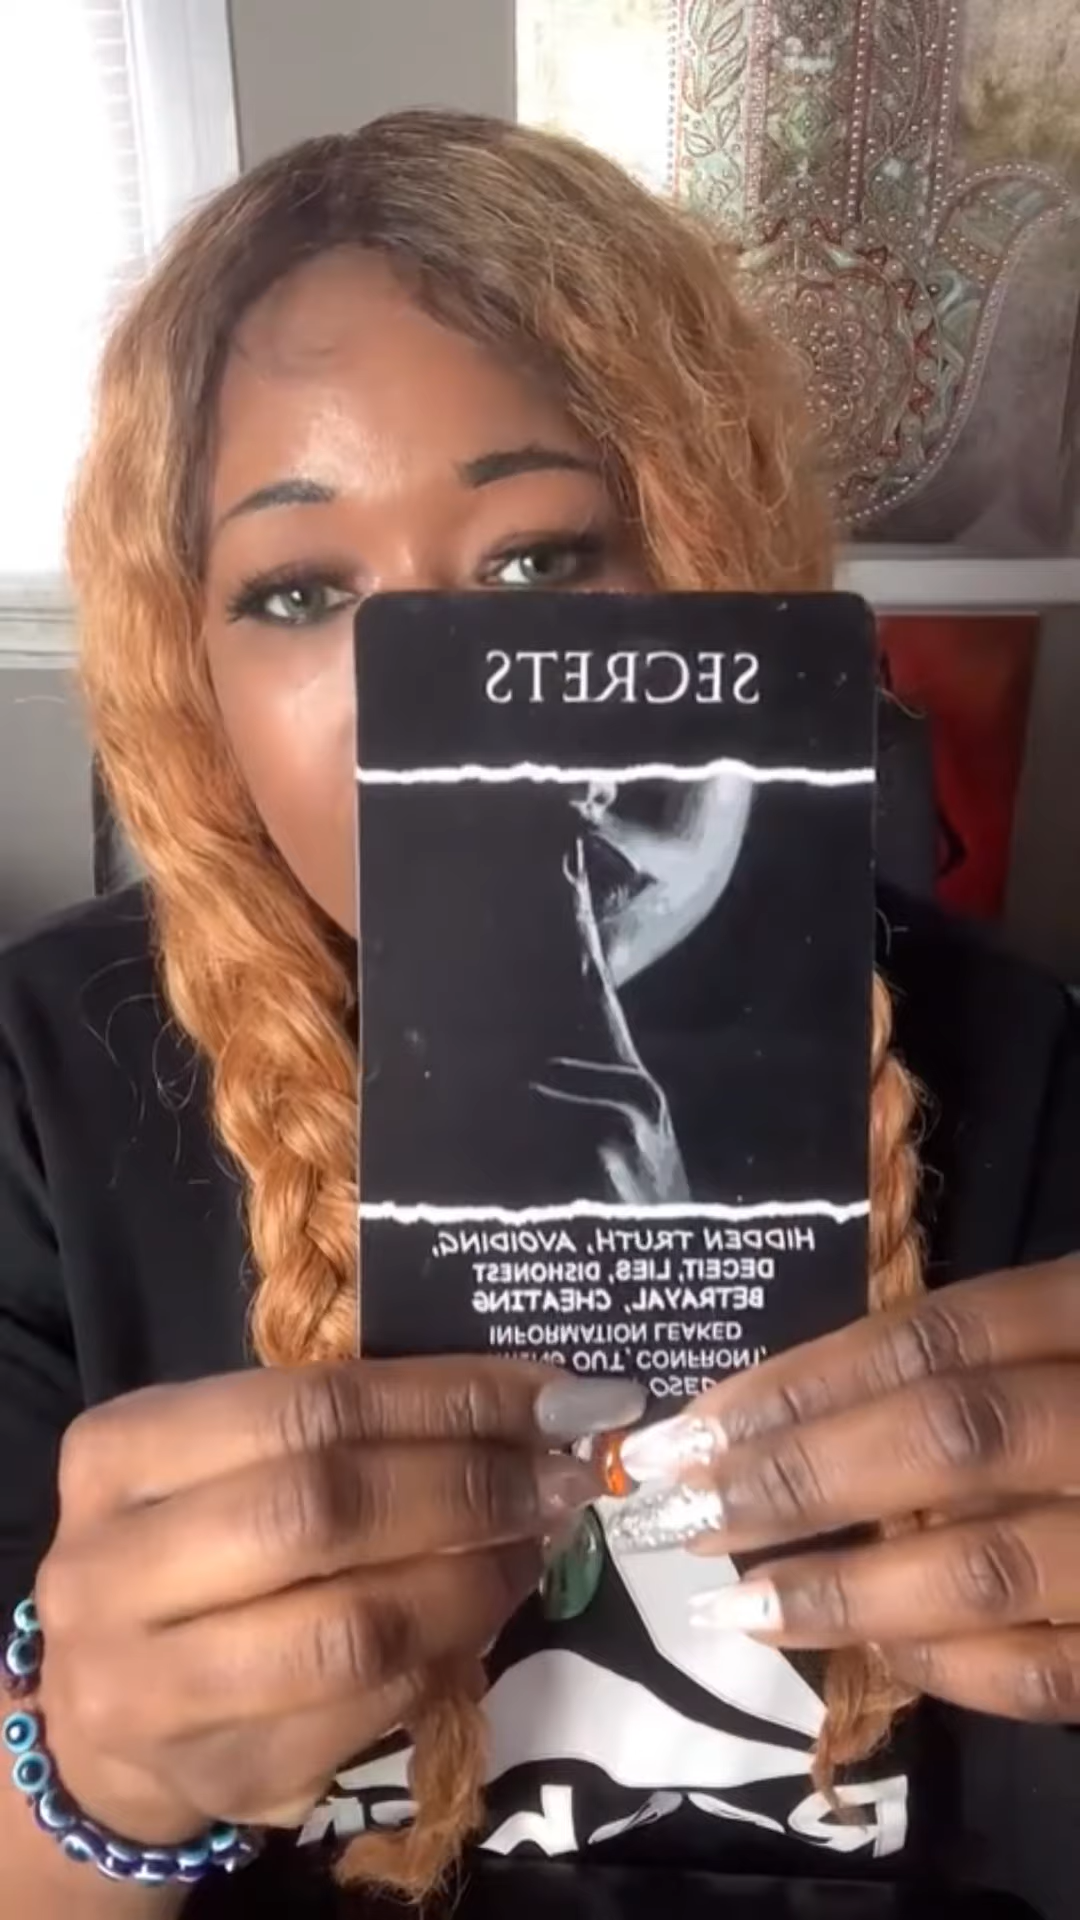 SECRETS
HIDDEN TRUTH, AVOIDING,
DECEIT, LIES, DISHONEST
BETRAYAL, CHEATING
INFORMATION LEAKED
OUT, CONFRONT,